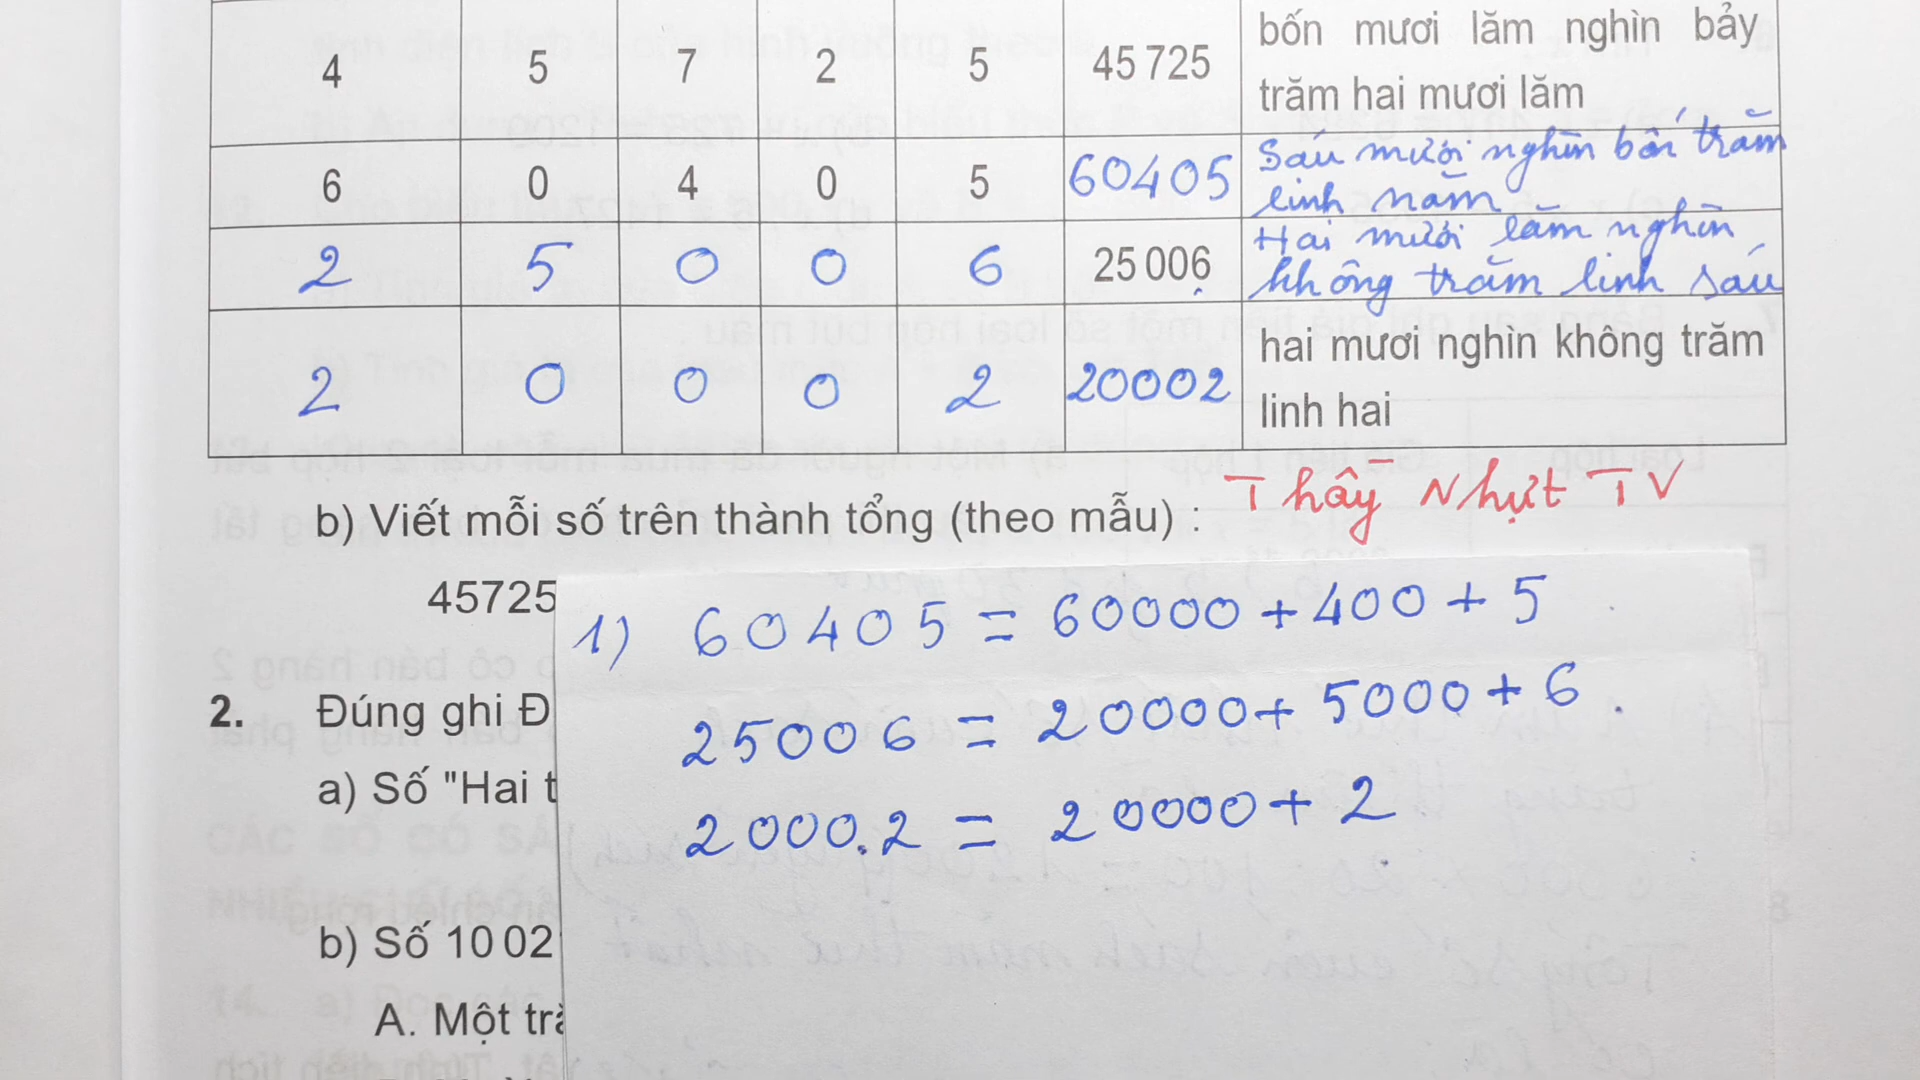 bốn mươi lăm nghìn bảy
4 5 7 2 5 45 725
trăm hai mươi lăm
6 0 4 0 5 60405 Sáu mươi nghìn bốn trăm
linh năm
2 5 0 0 6 25 006 Hai mươi lăm nghìn
không trăm linh sáu
hai mươi nghìn không trăm
2 0 0 0 2 20002
linh hai
Thầy Nhựt TV
b) Viết mỗi số trên thành tổng (theo mẫu) :
45725
1) 60405 = 60000 + 400 + 5
25006 = 20000 + 5000 + 6 .
2. Đúng ghi Đ
a) Số "Hai t
2000.2 = 20000 + 2
b) Số 10 02
A. Một tr